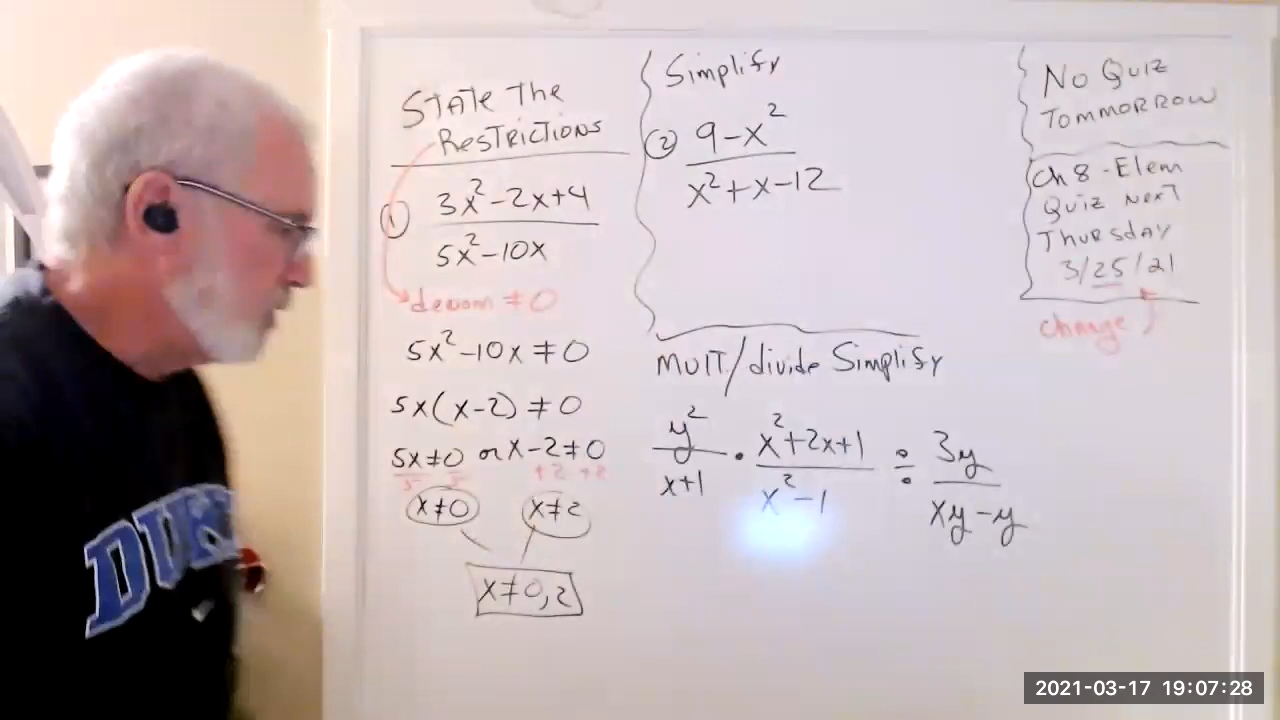 STATE THE
RESTRICTIONS
① 3x²-2x+4
5x²-10x
denom ≠ 0
5x²-10x ≠ 0
5x(x-2) ≠ 0
5x≠0 or x-2≠0
5 5 +2 +2
x≠0 x≠2
x≠0,2
Simplify
② 9-x²
x²+x-12
MULT/divide Simplify
y² x²+2x+1 3y
x+1 • x²-1 ÷ xy-y
No Quiz
TOMMORROW
Ch 8 - Elem
Quiz Next
Thursday
3/25/21
change
DUKE
2021-03-17 19:07:28